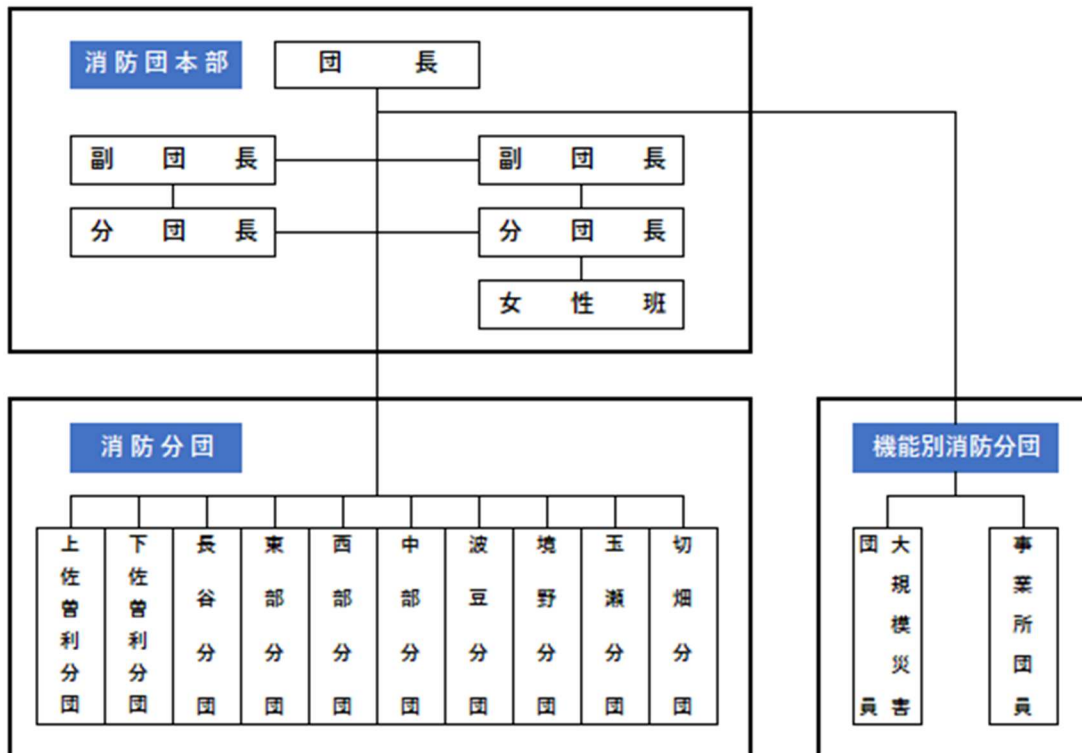 消防団本部
団長
副団長
副団長
分団長
分団長
女性班
消防分団
上佐曽利分団
下佐曽利分団
長谷分団
東部分団
西部分団
中部分団
波豆分団
境野分団
玉瀬分団
切畑分団
機能別消防分団
大規模災害
団員
事業所団員